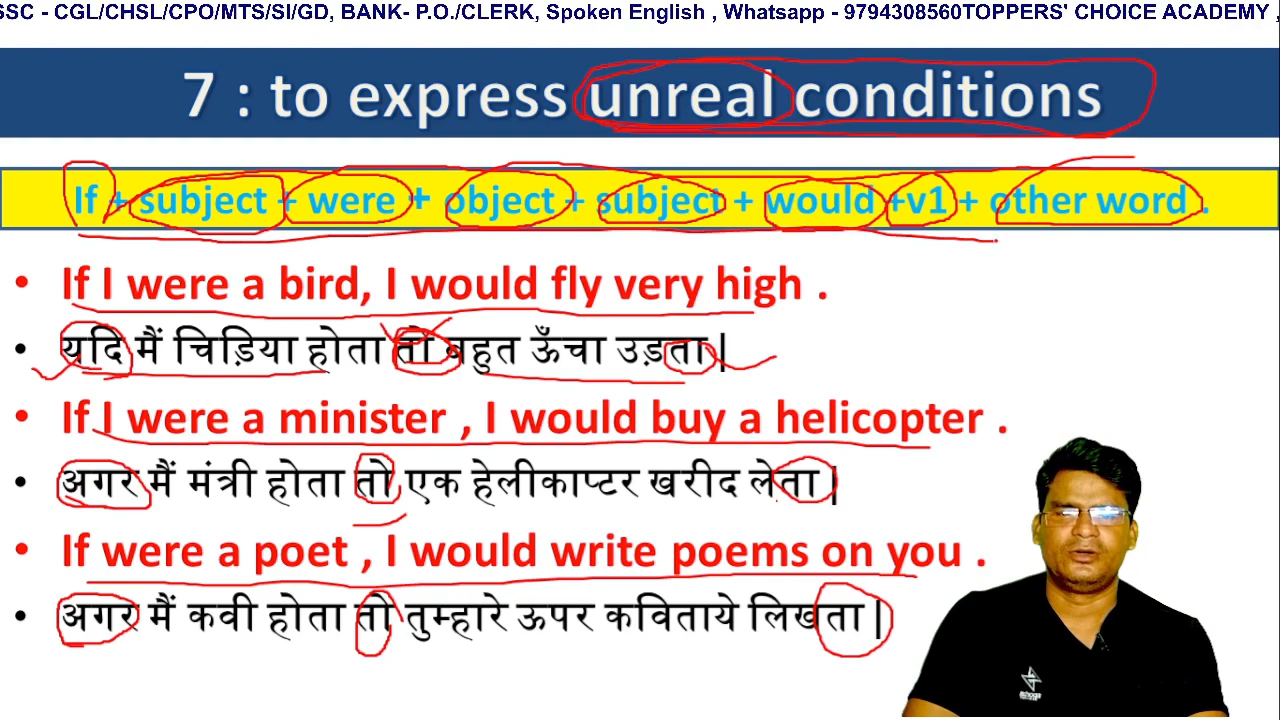 SSC - CGL/CHSL/CPO/MTS/SI/GD, BANK- P.O./CLERK, Spoken English , Whatsapp - 9794308560TOPPERS' CHOICE ACADEMY ,
7 : to express unreal conditions
If + subject + were + object + subject + would +v1 + other word .
• If I were a bird, I would fly very high .
• यदि मैं चिड़िया होता तो बहुत ऊँचा उड़ता |
• If I were a minister , I would buy a helicopter .
• अगर मैं मंत्री होता तो एक हेलीकाप्टर खरीद लेता |
• If were a poet , I would write poems on you .
• अगर मैं कवी होता तो तुम्हारे ऊपर कविताये लिखता |